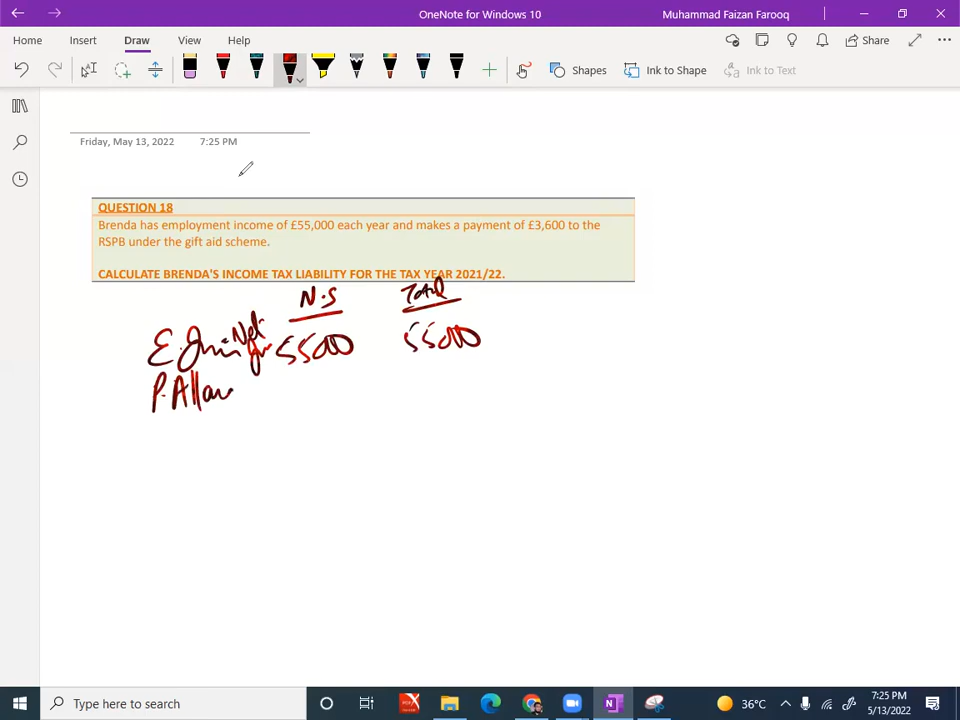 OneNote for Windows 10
Muhammad Faizan Farooq
Home Insert Draw View Help
Share
Shapes
Ink to Shape
Ink to Text
Friday, May 13, 2022 7:25 PM
QUESTION 18
Brenda has employment income of £55,000 each year and makes a payment of £3,600 to the
RSPB under the gift aid scheme.
CALCULATE BRENDA'S INCOME TAX LIABILITY FOR THE TAX YEAR 2021/22.
N.S Total
E. Net 55000 55000
P. Allow
Type here to search
36°C
7:25 PM
5/13/2022